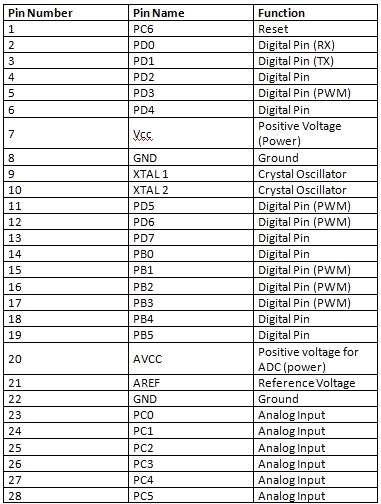 Pin Number Pin Name Function
1 PC6 Reset
2 PD0 Digital Pin (RX)
3 PD1 Digital Pin (TX)
4 PD2 Digital Pin
5 PD3 Digital Pin (PWM)
6 PD4 Digital Pin
7 Vcc Positive Voltage
(Power)
8 GND Ground
9 XTAL 1 Crystal Oscillator
10 XTAL 2 Crystal Oscillator
11 PD5 Digital Pin (PWM)
12 PD6 Digital Pin (PWM)
13 PD7 Digital Pin
14 PB0 Digital Pin
15 PB1 Digital Pin (PWM)
16 PB2 Digital Pin (PWM)
17 PB3 Digital Pin (PWM)
18 PB4 Digital Pin
19 PB5 Digital Pin
20 AVCC Positive voltage for
ADC (power)
21 AREF Reference Voltage
22 GND Ground
23 PC0 Analog Input
24 PC1 Analog Input
25 PC2 Analog Input
26 PC3 Analog Input
27 PC4 Analog Input
28 PC5 Analog Input